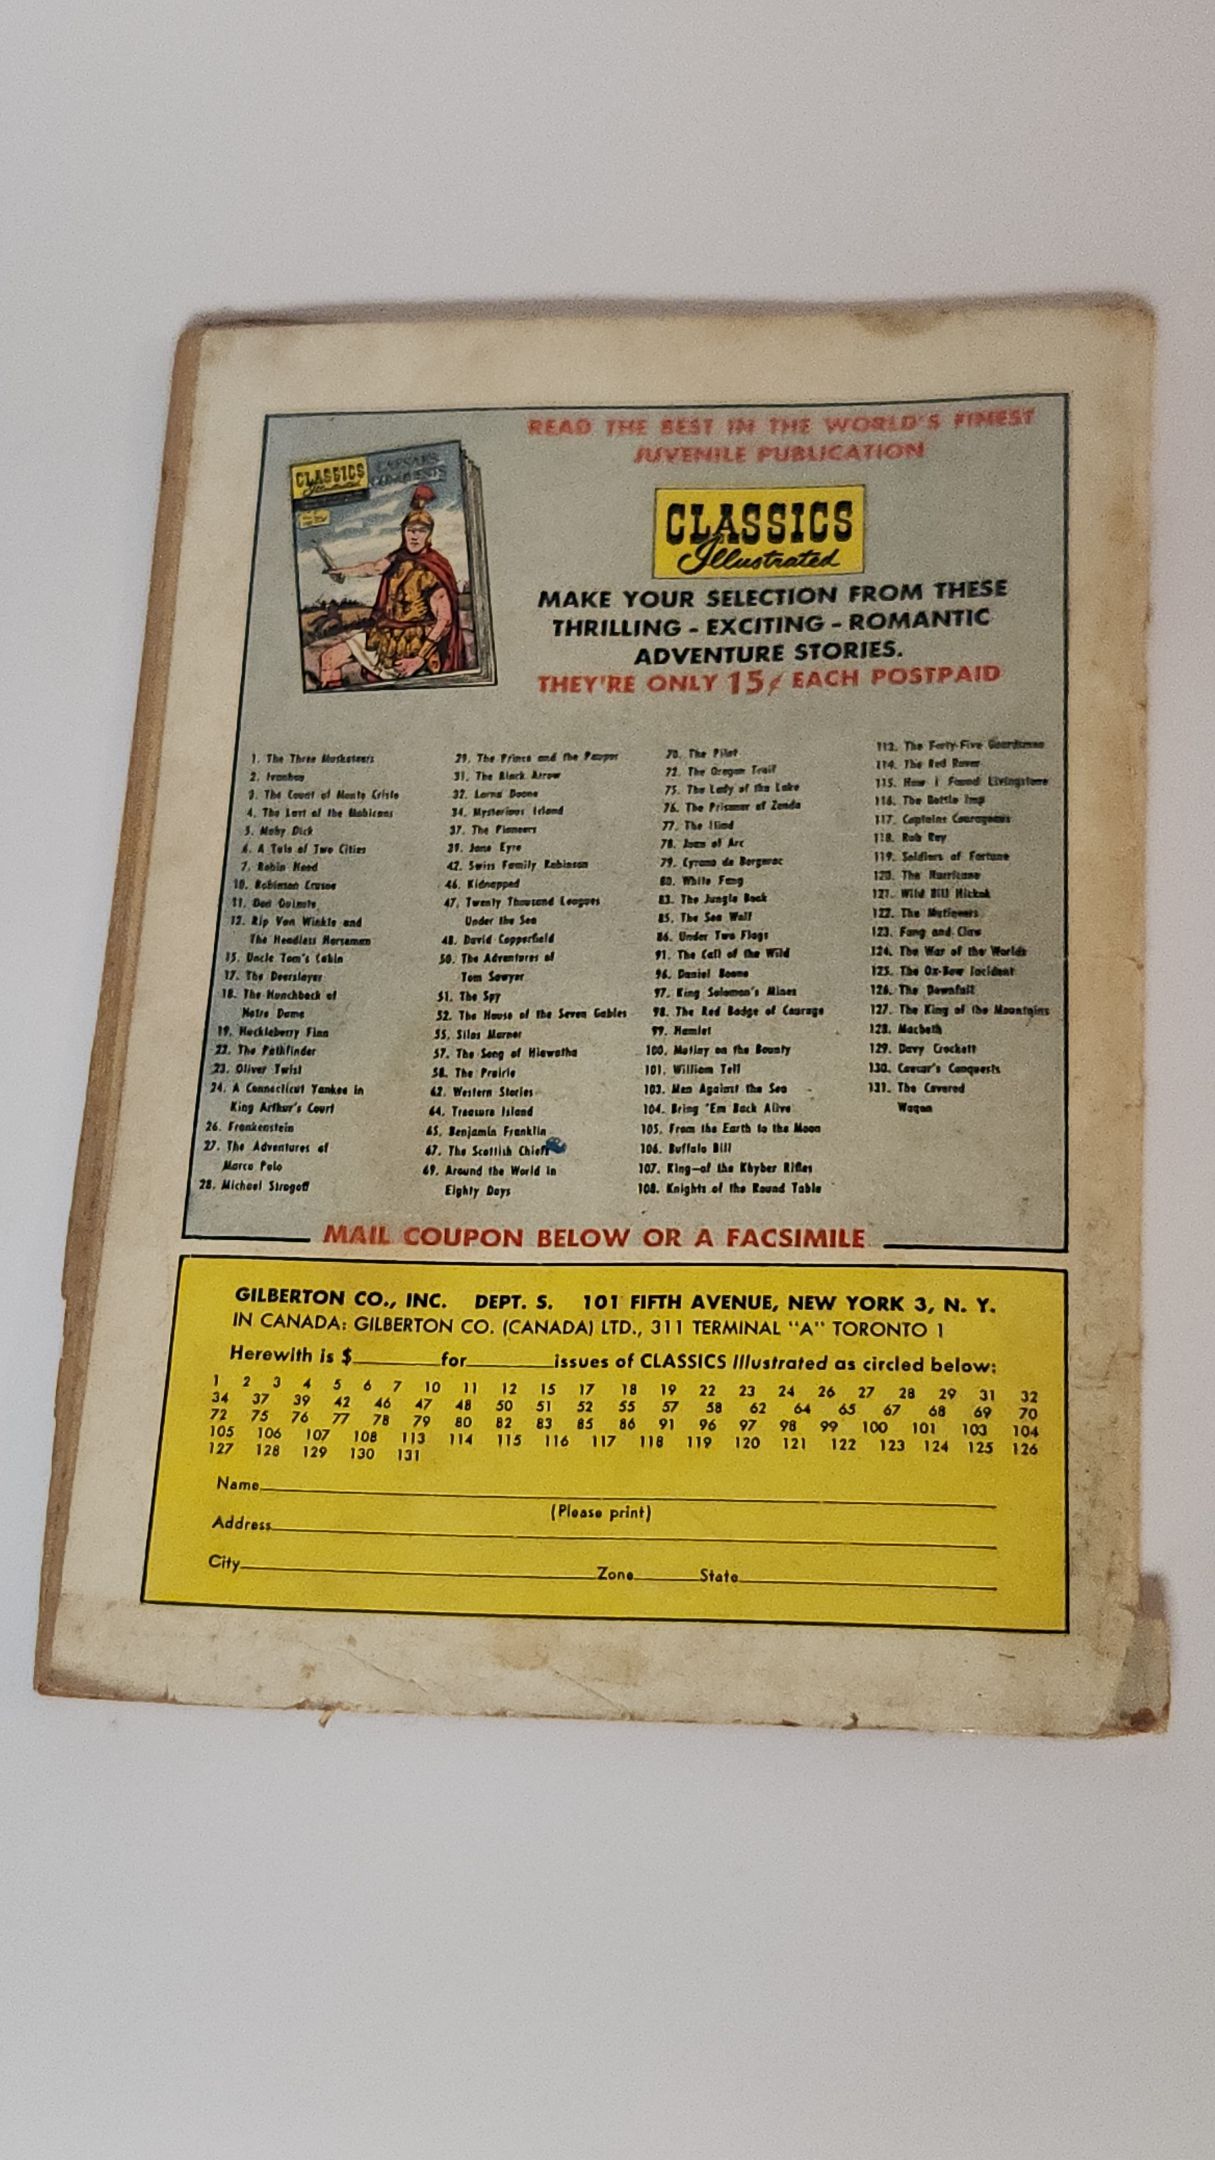 READ THE BEST IN THE WORLD'S FINEST
JUVENILE PUBLICATION
CLASSICS
Illustrated
CAESAR'S
CONQUESTS
CLASSICS
Illustrated
MAKE YOUR SELECTION FROM THESE
THRILLING - EXCITING - ROMANTIC
ADVENTURE STORIES.
THEY'RE ONLY 15¢ EACH POSTPAID
1. The Three Musketeers
2. Ivanhoe
3. The Count of Monte Cristo
4. The Last of the Mohicans
5. Moby Dick
6. A Tale of Two Cities
7. Robin Hood
10. Robinson Crusoe
11. Don Quixote
12. Rip Van Winkle and
The Headless Horseman
15. Uncle Tom's Cabin
17. The Deerslayer
18. The Hunchback of
Notre Dame
19. Huckleberry Finn
22. The Pathfinder
23. Oliver Twist
24. A Connecticut Yankee in
King Arthur's Court
26. Frankenstein
27. The Adventures of
Marco Polo
28. Michael Strogoff
29. The Prince and the Pauper
31. The Black Arrow
32. Lorna Doone
34. Mysterious Island
37. The Pioneers
39. Jane Eyre
42. Swiss Family Robinson
46. Kidnapped
47. Twenty Thousand Leagues
Under the Sea
48. David Copperfield
50. The Adventures of
Tom Sawyer
51. The Spy
52. The House of the Seven Gables
55. Silas Marner
57. The Song of Hiawatha
58. The Prairie
62. Western Stories
64. Treasure Island
65. Benjamin Franklin
67. The Scottish Chiefs
69. Around the World in
Eighty Days
70. The Pilot
72. The Oregon Trail
75. The Lady of the Lake
76. The Prisoner of Zenda
77. The Iliad
78. Joan of Arc
79. Cyrano de Bergerac
80. White Fang
83. The Jungle Book
85. The Sea Wolf
86. Under Two Flags
91. The Call of the Wild
96. Daniel Boone
97. King Solomon's Mines
98. The Red Badge of Courage
99. Hamlet
100. Mutiny on the Bounty
101. William Tell
103. Men Against the Sea
104. Bring 'Em Back Alive
105. From the Earth to the Moon
106. Buffalo Bill
107. King—of the Khyber Rifles
108. Knights of the Round Table
113. The Forty-Five Guardsmen
114. The Red Rover
115. How I Found Livingstone
116. The Bottle Imp
117. Captains Courageous
118. Rob Roy
119. Soldiers of Fortune
120. The Hurricane
121. Wild Bill Hickok
122. The Mutineers
123. Fang and Claw
124. The War of the Worlds
125. The Ox-Bow Incident
126. The Downfall
127. The King of the Mountains
128. Macbeth
129. Davy Crockett
130. Caesar's Conquests
131. The Covered
Wagon
MAIL COUPON BELOW OR A FACSIMILE
GILBERTON CO., INC. DEPT. S. 101 FIFTH AVENUE, NEW YORK 3, N. Y.
IN CANADA: GILBERTON CO. (CANADA) LTD., 311 TERMINAL "A" TORONTO 1
Herewith is $ for issues of CLASSICS Illustrated as circled below:
1 2 3 4 5 6 7 10 11 12 15 17 18 19 22 23 24 26 27 28 29 31 32
34 37 39 42 46 47 48 50 51 52 55 57 58 62 64 65 67 68 69 70
72 75 76 77 78 79 80 82 83 85 86 91 96 97 98 99 100 101 103 104
105 106 107 108 113 114 115 116 117 118 119 120 121 122 123 124 125 126
127 128 129 130 131
Name
(Please print)
Address
City Zone State